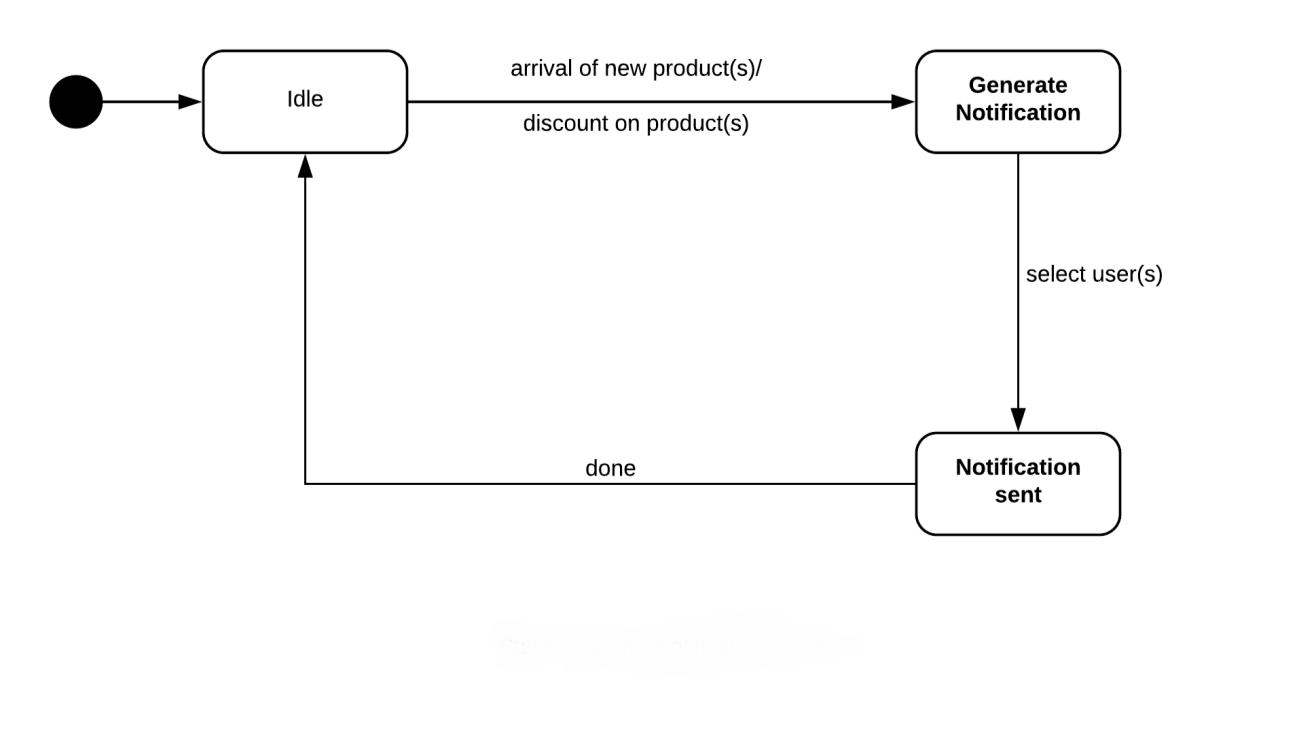 Idle
arrival of new product(s)/
discount on product(s)
Generate
Notification
select user(s)
done
Notification
sent